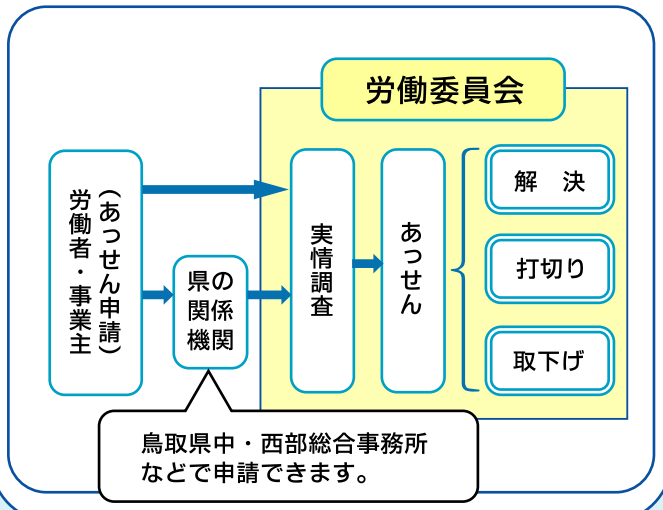 労働委員会
(あっせん申請)
労働者・事業主
県の
関係
機関
実情調査
あっせん
解　決
打切り
取下げ
鳥取県中・西部総合事務所
などで申請できます。